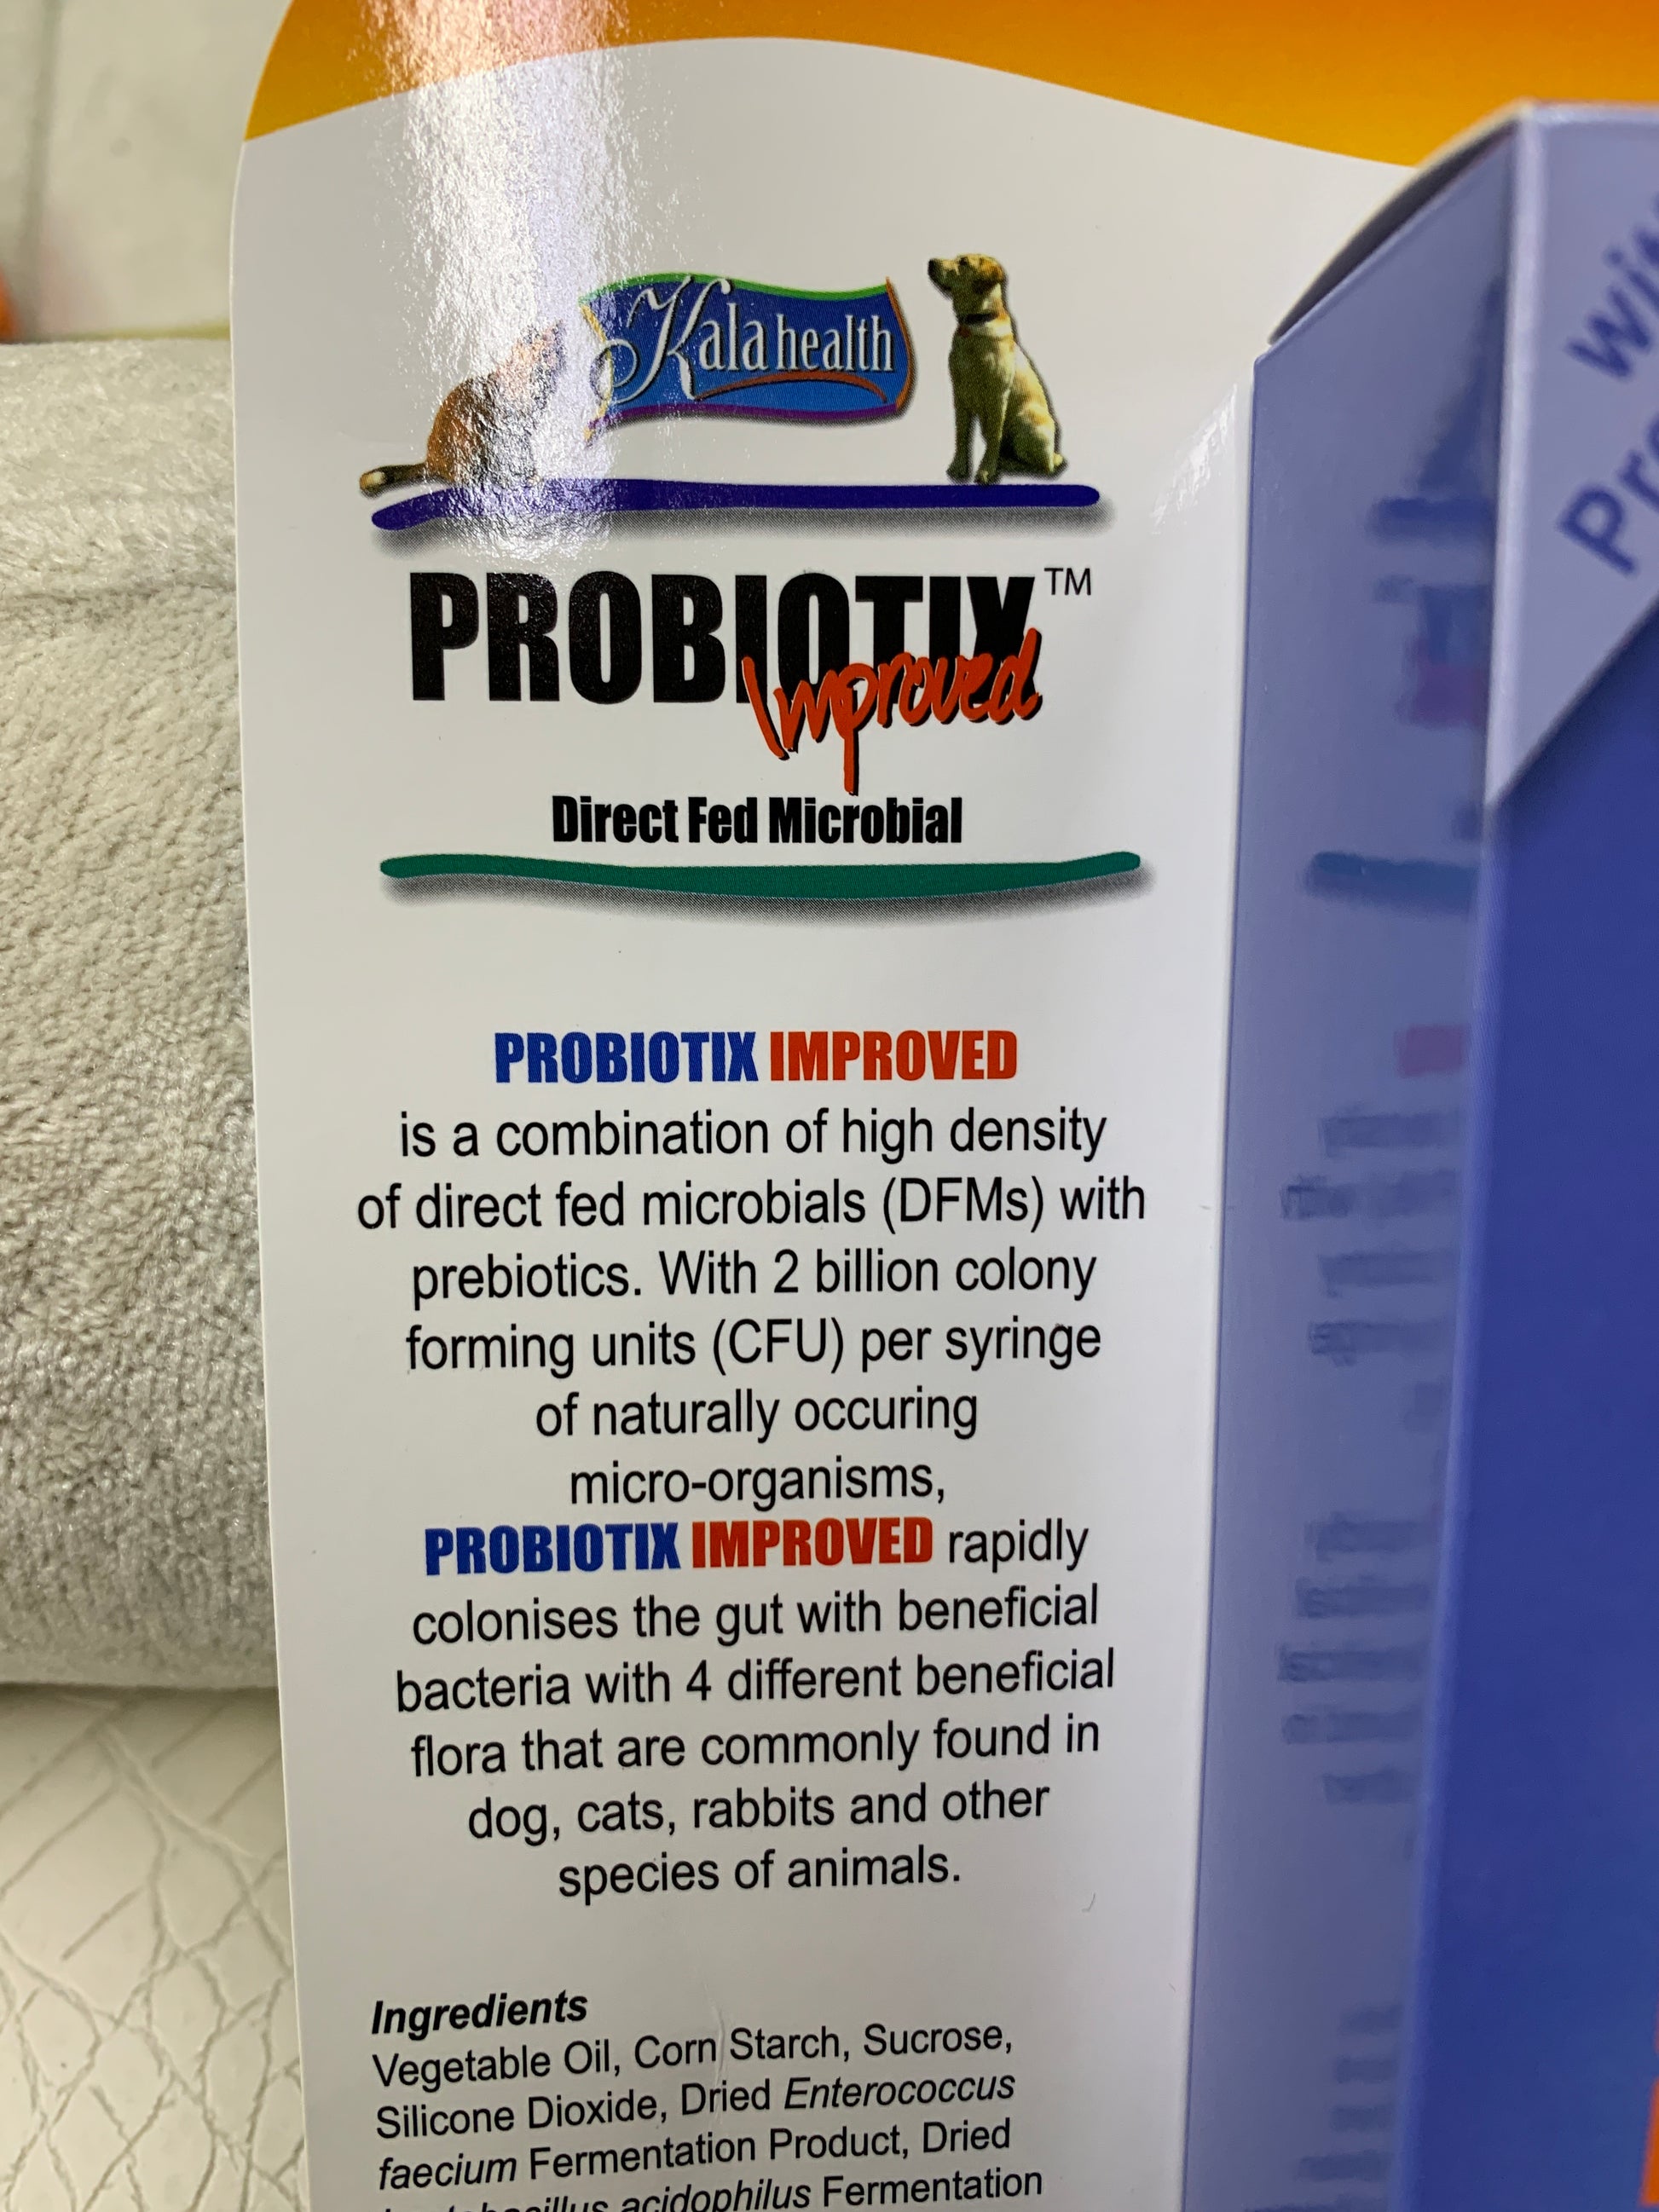 Kala health
PROBIOTIX™
Improved
Direct Fed Microbial
PROBIOTIX IMPROVED
is a combination of high density
of direct fed microbials (DFMs) with
prebiotics. With 2 billion colony
forming units (CFU) per syringe
of naturally occuring
micro-organisms,
PROBIOTIX IMPROVED rapidly
colonises the gut with beneficial
bacteria with 4 different beneficial
flora that are commonly found in
dog, cats, rabbits and other
species of animals.
Ingredients
Vegetable Oil, Corn Starch, Sucrose,
Silicone Dioxide, Dried Enterococcus
faecium Fermentation Product, Dried
acidophilus Fermentation